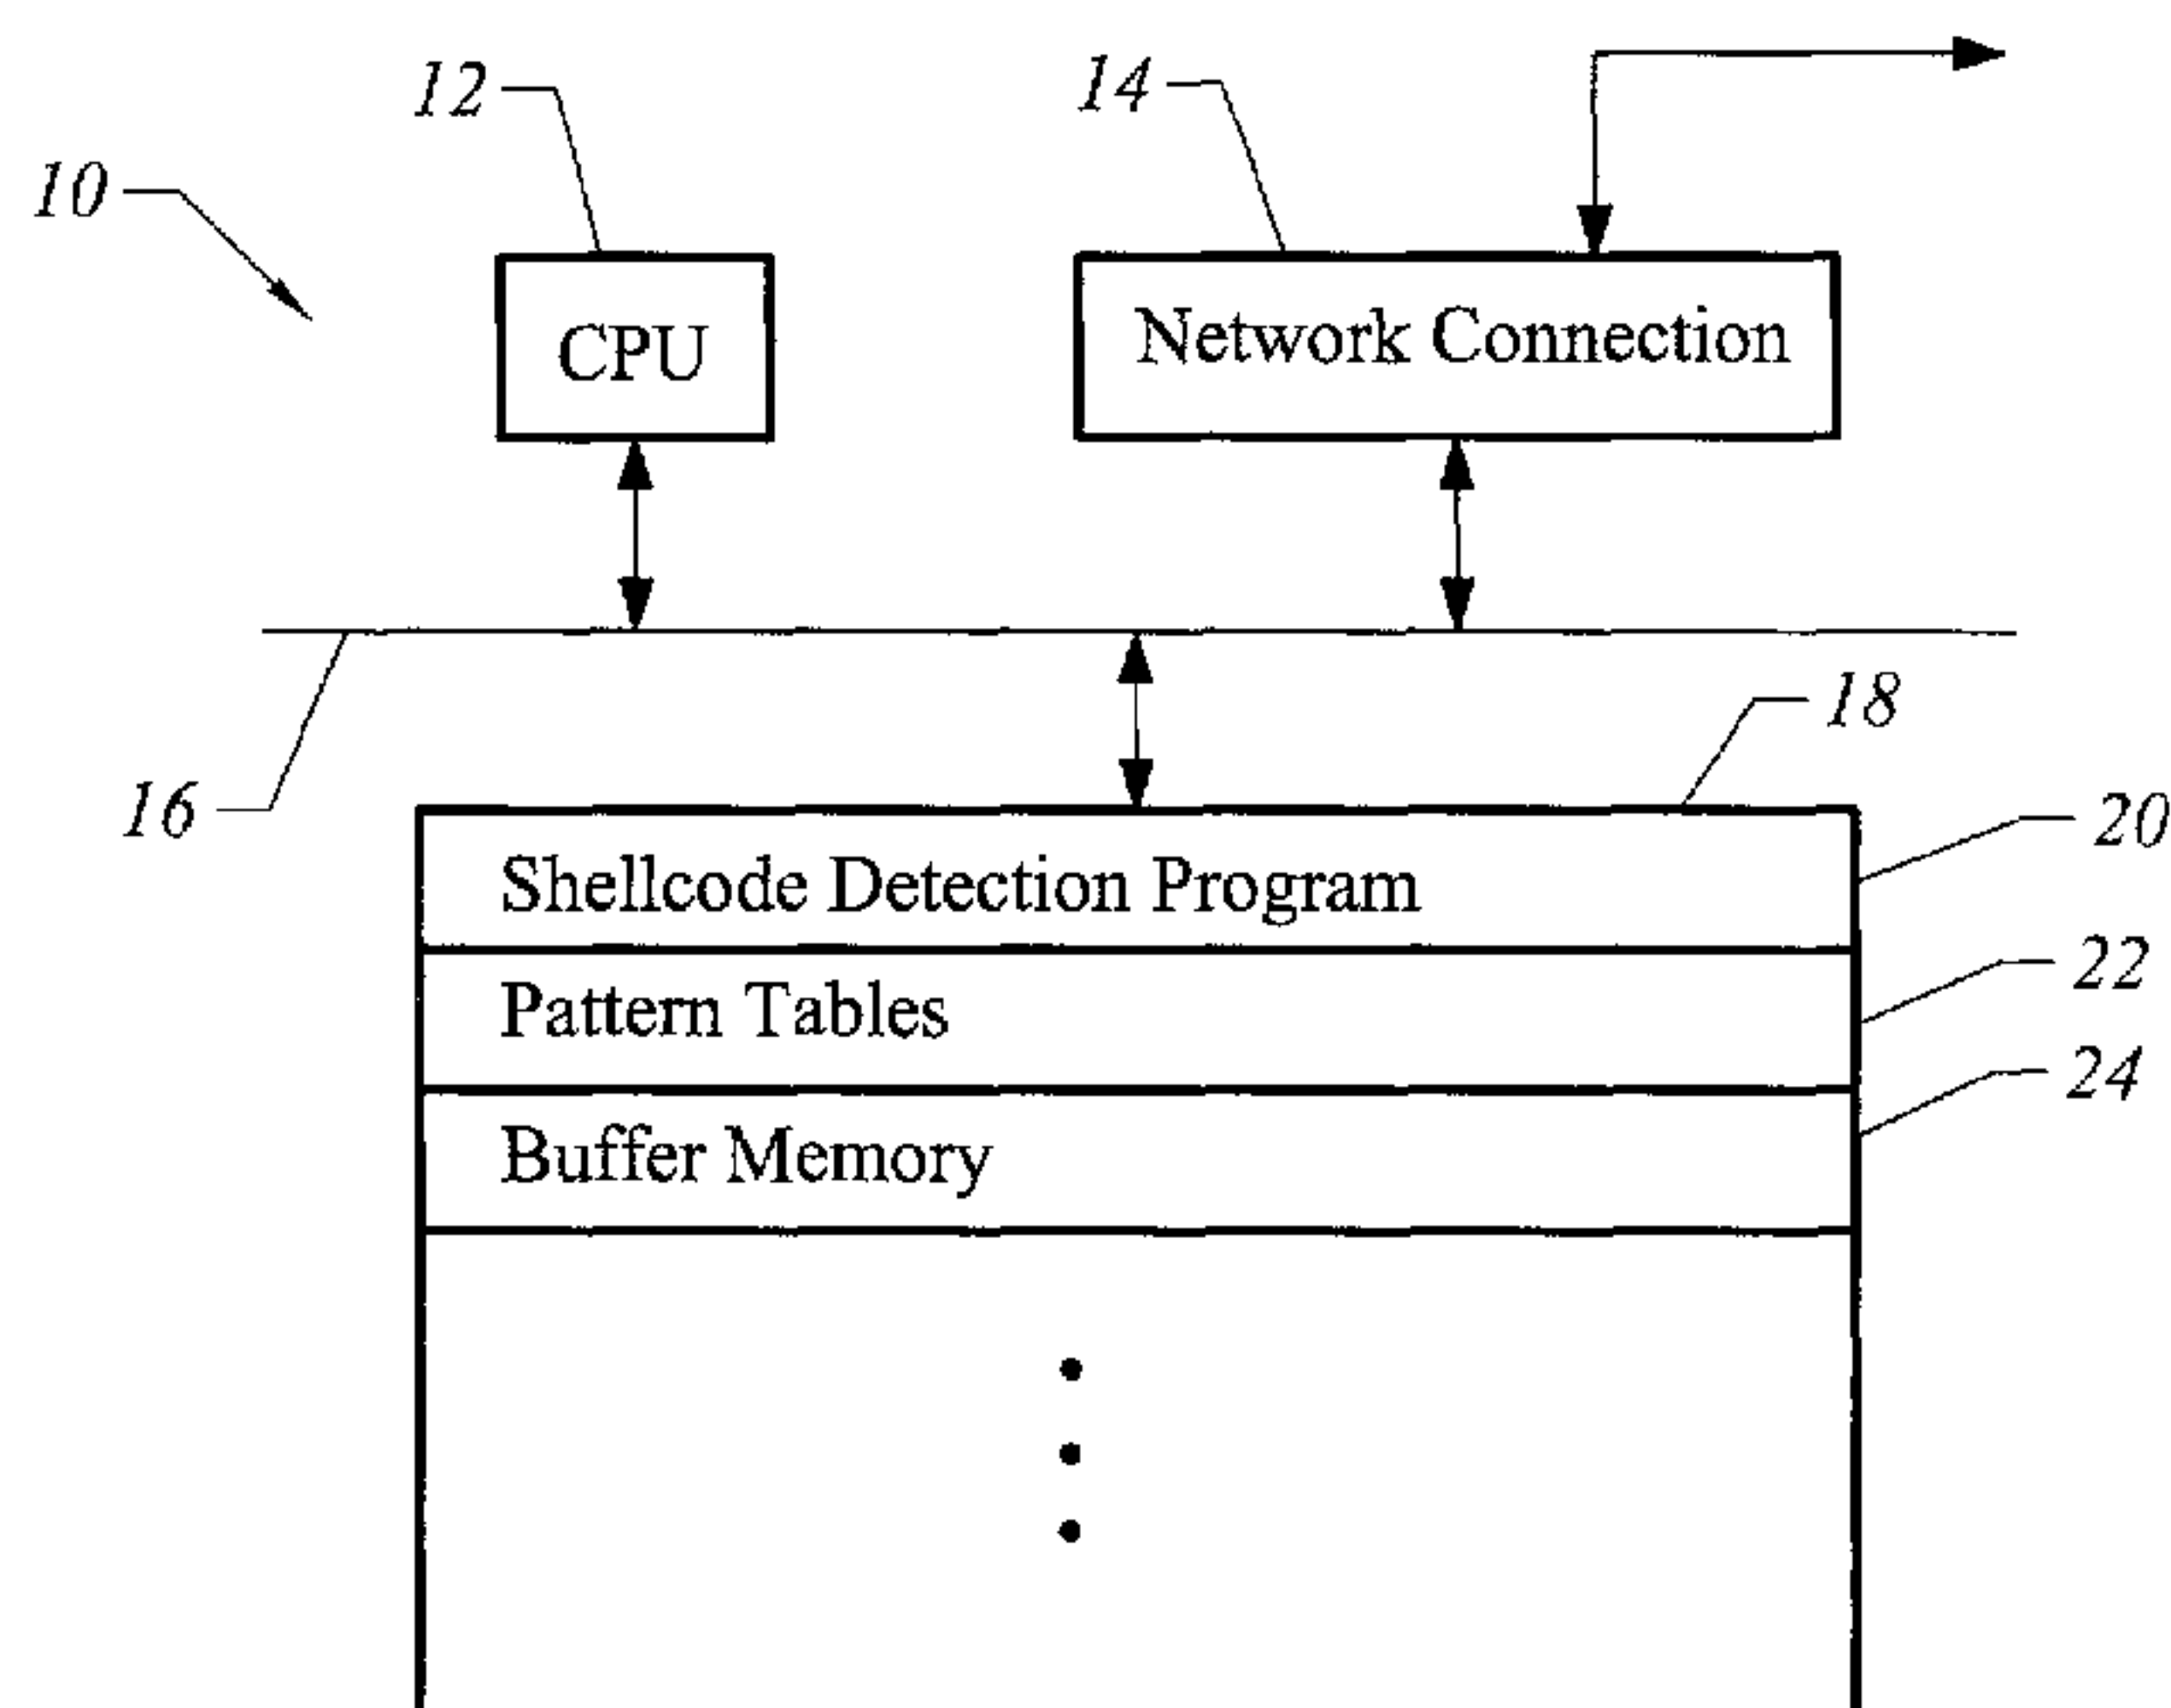 12
14
10
CPU
Network Connection
18
16
20
Shellcode Detection Program
22
Pattern Tables
24
Buffer Memory